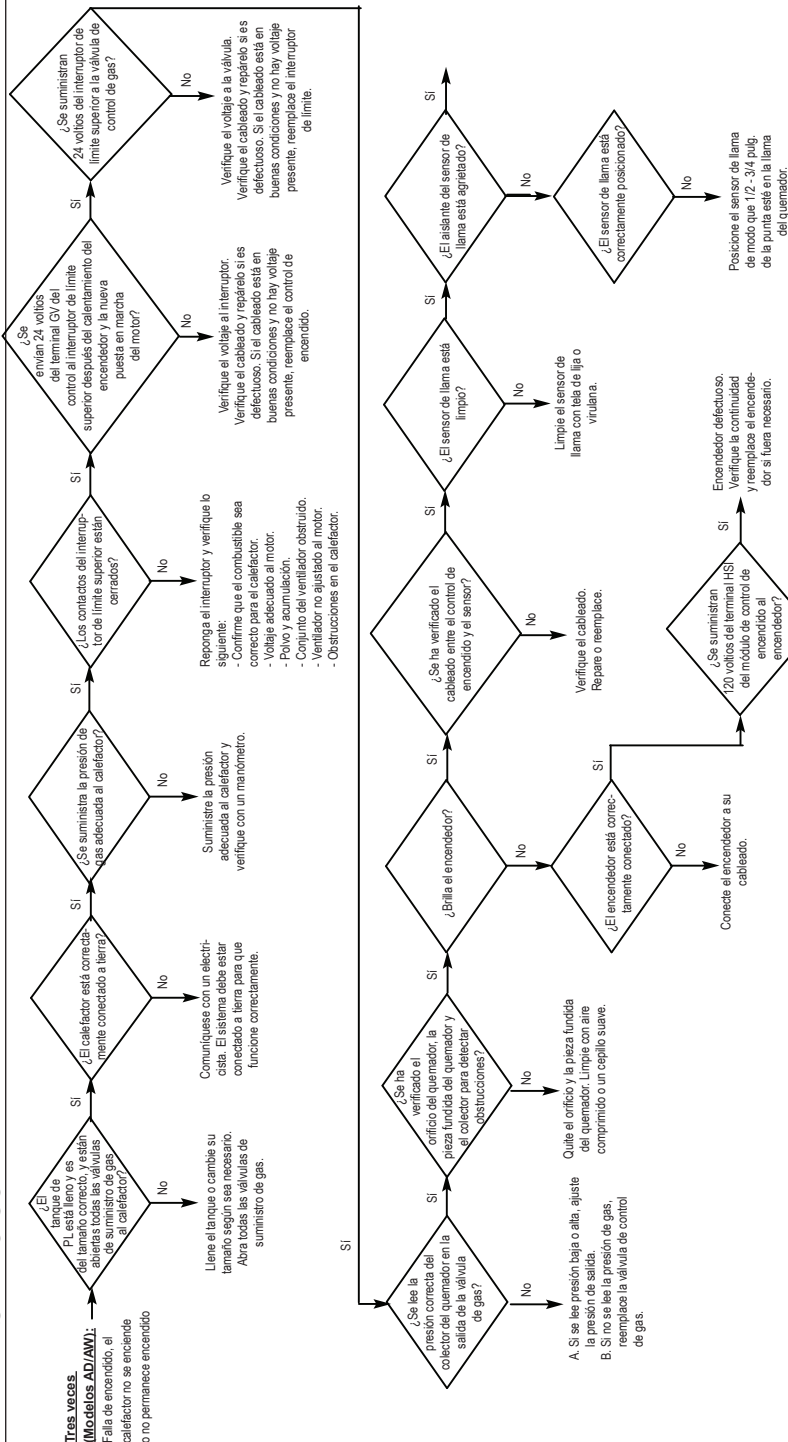 Tres veces
(Modelos AD/AW):
Falla de encendido, el
calefactor no se enciende
o no permanece encendido
¿El
tanque de
PL está lleno y es
del tamaño correcto, y están
abiertas todas las válvulas
de suministro de gas
al calefactor?
Sí
No
Llene el tanque o cambie su
tamaño según sea necesario.
Abra todas las válvulas de
suministro de gas.
¿El calefactor está correcta-
mente conectado a tierra?
Sí
No
Comuníquese con un electri-
cista. El sistema debe estar
conectado a tierra para que
funcione correctamente.
¿Se suministra la presión de
gas adecuada al calefactor?
Sí
No
Suministre la presión
adecuada al calefactor y
verifique con un manómetro.
¿Los contactos del interrup-
tor de límite superior están
cerrados?
Sí
No
Reponga el interruptor y verifique lo
siguiente:
- Confirme que el combustible sea
correcto para el calefactor.
- Voltaje adecuado al motor.
- Polvo y acumulación.
- Conjunto del ventilador obstruido.
- Ventilador no ajustado al motor.
- Obstrucciones en el calefactor.
¿Se
envían 24 voltios
del terminal GV del
control al interruptor de límite
superior después del calentamiento del
encendedor y la nueva
puesta en marcha
del motor?
Sí
No
Verifique el voltaje al interruptor.
Verifique el cableado y repárelo si es
defectuoso. Si el cableado está en
buenas condiciones y no hay voltaje
presente, reemplace el control de
encendido.
¿Se suministran
24 voltios del interruptor de
límite superior a la válvula de
control de gas?
No
Verifique el voltaje a la válvula.
Verifique el cableado y repárelo si es
defectuoso. Si el cableado está en
buenas condiciones y no hay voltaje
presente, reemplace el interruptor
de límite.
Sí
¿Se lee la
presión correcta del
colector del quemador en la
salida de la válvula
de gas?
Sí
No
A. Si se lee presión baja o alta, ajuste
la presión de salida.
B. Si no se lee la presión de gas,
reemplace la válvula de control
de gas.
¿Se ha
verificado el
orificio del quemador, la
pieza fundida del quemador y
el colector para detectar
obstrucciones?
Sí
No
Quite el orificio y la pieza fundida
del quemador. Limpie con aire
comprimido o un cepillo suave.
¿Brilla el encendedor?
Sí
No
¿El encendedor está correc-
tamente conectado?
Sí
No
Conecte el encendedor a su
cableado.
¿Se suministran
120 voltios del terminal HSI
del módulo de control de
encendido al
encendedor?
Sí
Encendedor defectuoso.
Verifique la continuidad
y reemplace el encende-
dor si fuera necesario.
¿Se ha verificado el
cableado entre el control de
encendido y el sensor?
Sí
No
Verifique el cableado.
Repare o reemplace.
¿El sensor de llama está
limpio?
Sí
No
Limpie el sensor de
llama con tela de lija o
virulana.
¿El aislante del sensor de
llama está agrietado?
Sí
No
¿El sensor de llama está
correctamente posicionado?
No
Posicione el sensor de llama
de modo que 1/2 - 3/4 pulg.
de la punta esté en la llama
del quemador.